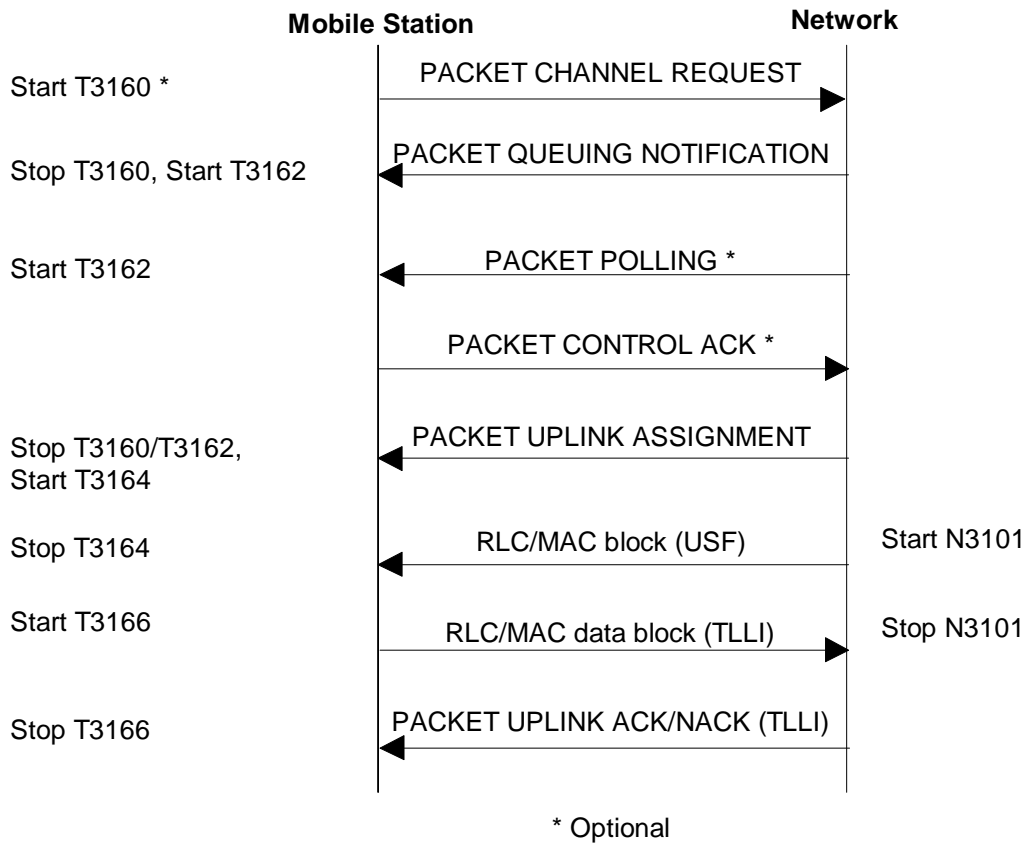 Mobile Station
Network
Start T3160 *
PACKET CHANNEL REQUEST
Stop T3160, Start T3162
PACKET QUEUING NOTIFICATION
Start T3162
PACKET POLLING *
PACKET CONTROL ACK *
Stop T3160/T3162,
Start T3164
PACKET UPLINK ASSIGNMENT
Stop T3164
RLC/MAC block (USF)
Start N3101
Start T3166
RLC/MAC data block (TLLI)
Stop N3101
Stop T3166
PACKET UPLINK ACK/NACK (TLLI)
* Optional